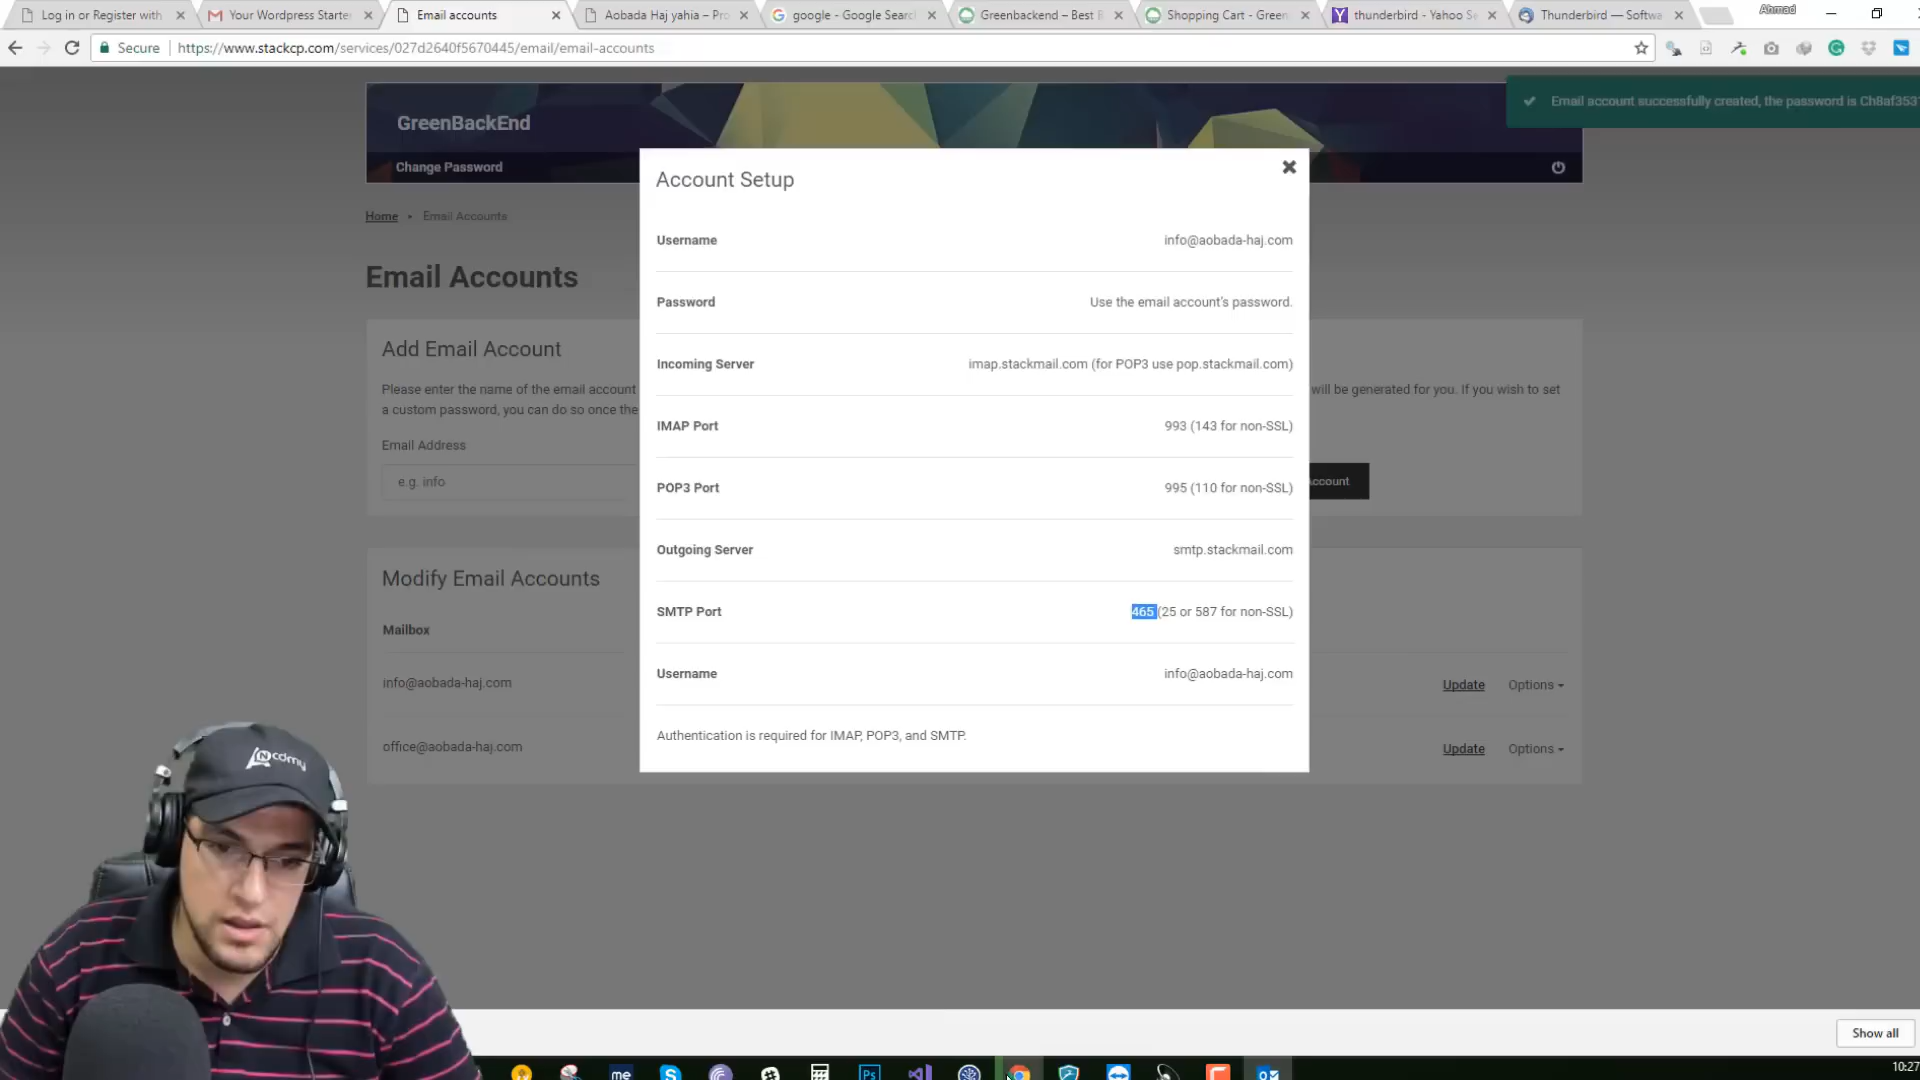 Log in or Register with
Your Wordpress Starte
Email accounts
Aobada Haj yahia – Pro
google - Google Searc
Greenbackend – Best
Shopping Cart - Green
thunderbird - Yahoo Se
Thunderbird — Softwa
Ahmad
Secure
https://www.stackcp.com/services/027d2640f5670445/email/email-accounts
Email account successfully created, the password is Ch8af353
GreenBackEnd
Change Password
Home
Email Accounts
Email Accounts
Add Email Account
Please enter the name of the email account
will be generated for you. If you wish to set
a custom password, you can do so once the
Email Address
e.g. info
ccount
Modify Email Accounts
Mailbox
info@aobada-haj.com
Update
Options
office@aobada-haj.com
Update
Options
Account Setup
Username
info@aobada-haj.com
Password
Use the email account's password.
Incoming Server
imap.stackmail.com (for POP3 use pop.stackmail.com)
IMAP Port
993 (143 for non-SSL)
POP3 Port
995 (110 for non-SSL)
Outgoing Server
smtp.stackmail.com
SMTP Port
465 (25 or 587 for non-SSL)
Username
info@aobada-haj.com
Authentication is required for IMAP, POP3, and SMTP.
Show all
me
Ps
10:27